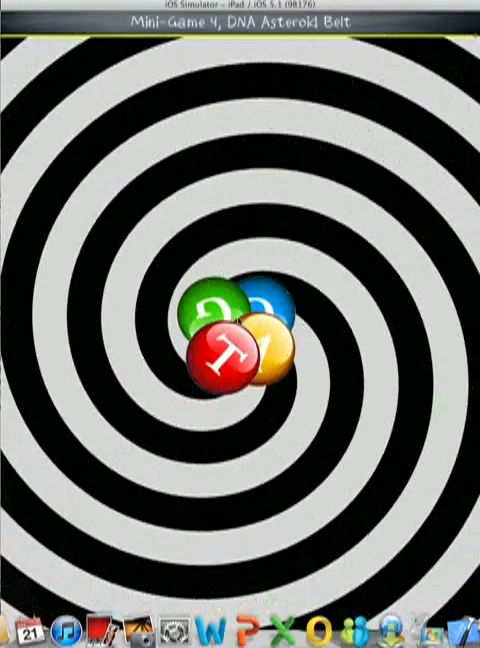 iOS Simulator – iPad / iOS 5.1 (9B176)
Mini-Game 4, DNA Asteroid Belt
G
T
21
W
P
X
O